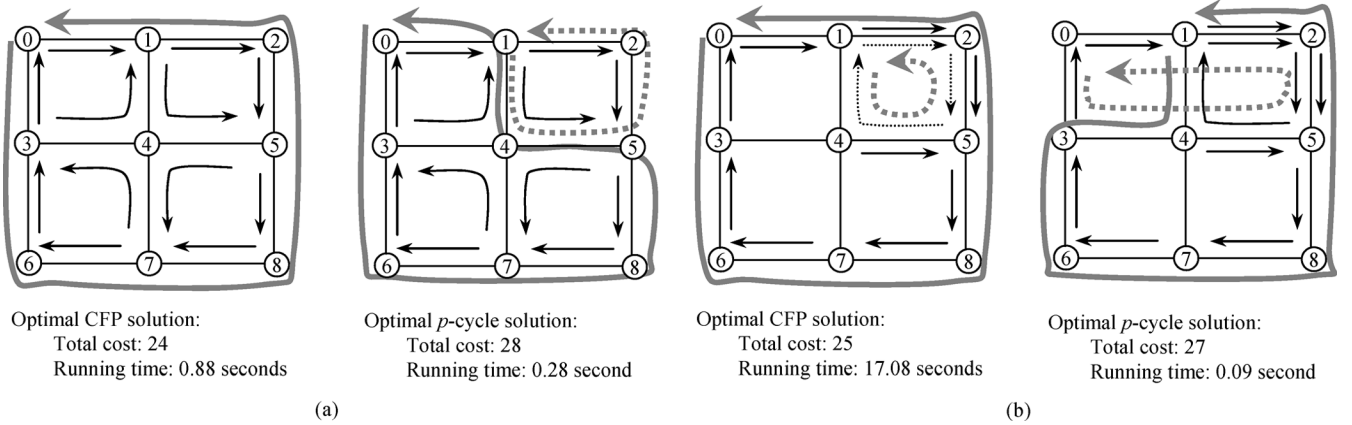 0 1 2
3 4 5
6 7 8
Optimal CFP solution:
Total cost: 24
Running time: 0.88 seconds
0 1 2
3 4 5
6 7 8
Optimal p-cycle solution:
Total cost: 28
Running time: 0.28 second
(a)
0 1 2
3 4 5
6 7 8
Optimal CFP solution:
Total cost: 25
Running time: 17.08 seconds
0 1 2
3 4 5
6 7 8
Optimal p-cycle solution:
Total cost: 27
Running time: 0.09 second
(b)